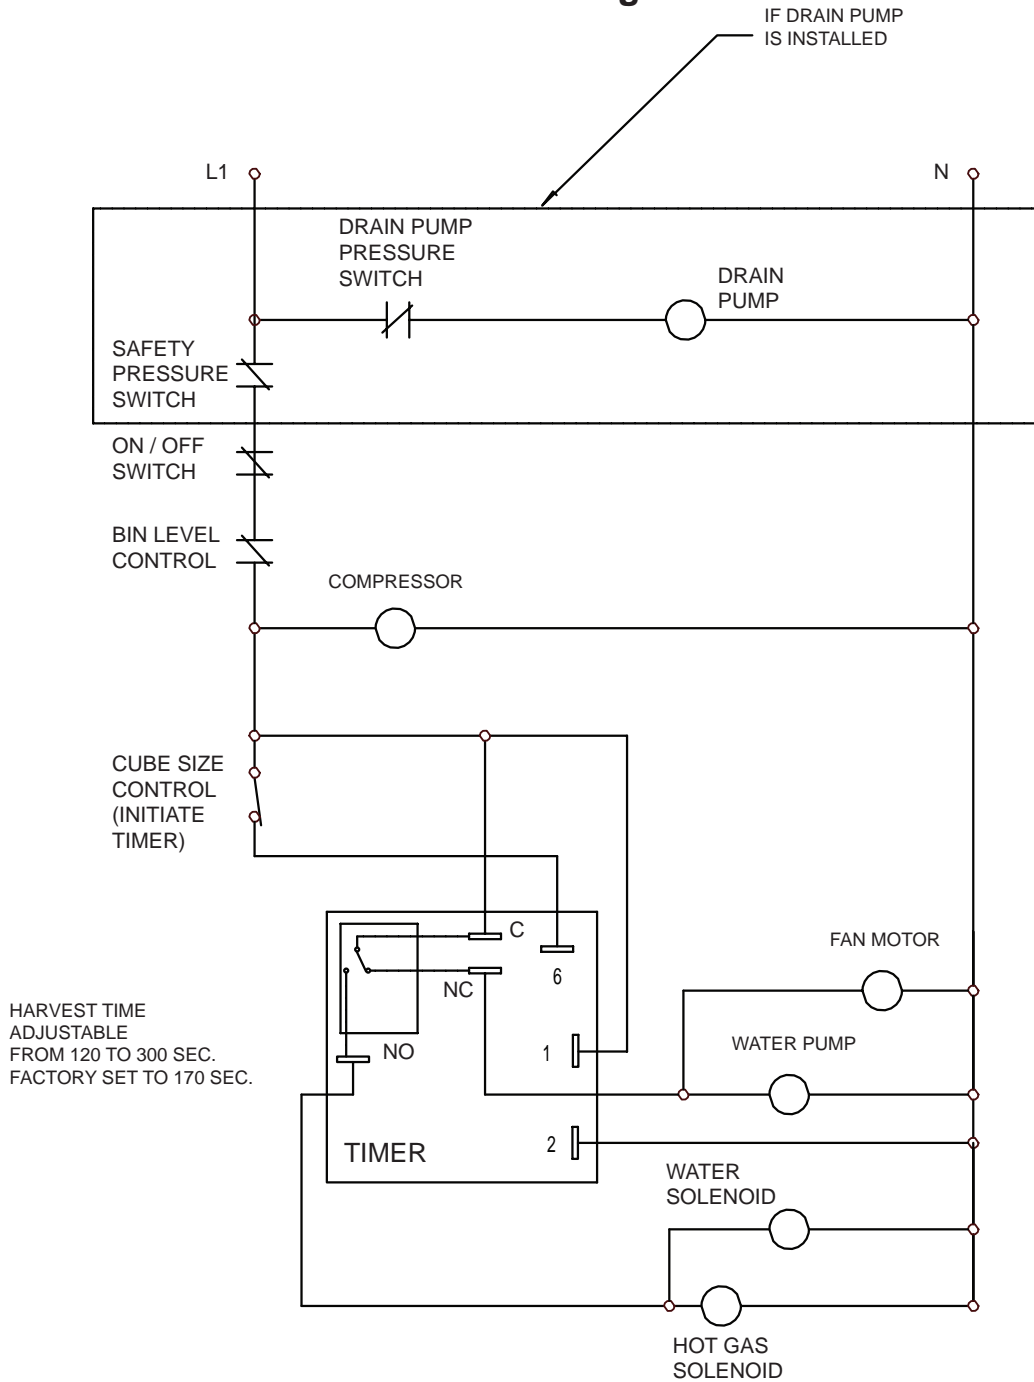 IF DRAIN PUMP
IS INSTALLED
L1
N
DRAIN PUMP
PRESSURE
SWITCH
DRAIN
PUMP
SAFETY
PRESSURE
SWITCH
ON / OFF
SWITCH
BIN LEVEL
CONTROL
COMPRESSOR
CUBE SIZE
CONTROL
(INITIATE
TIMER)
C
6
NC
NO
1
2
TIMER
FAN MOTOR
WATER PUMP
HARVEST TIME
ADJUSTABLE
FROM 120 TO 300 SEC.
FACTORY SET TO 170 SEC.
WATER
SOLENOID
HOT GAS
SOLENOID